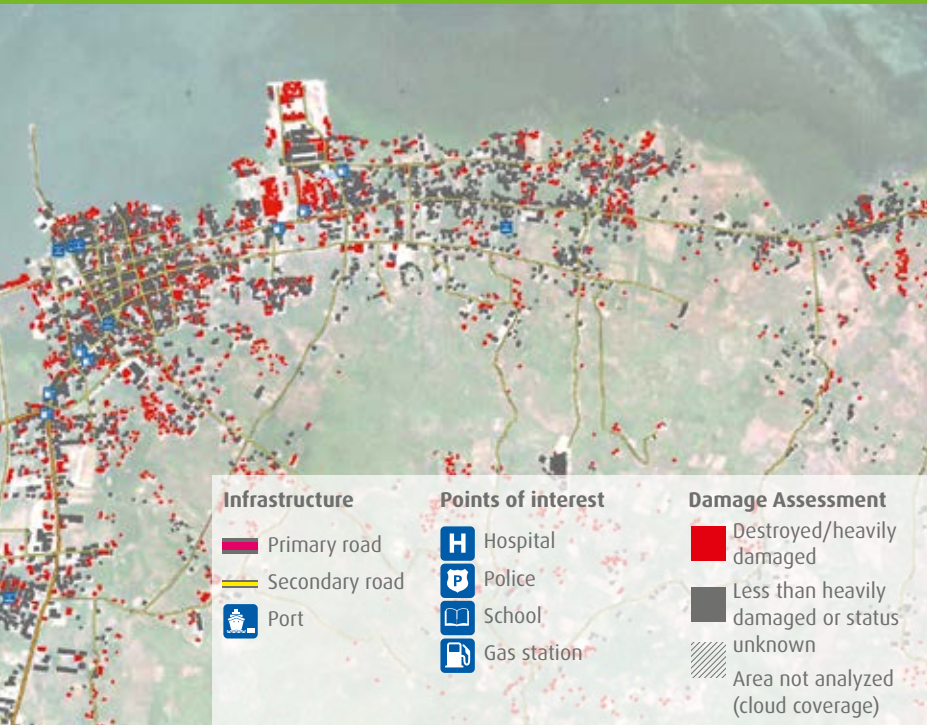 Infrastructure
Primary road
Secondary road
Port
Points of interest
H
Hospital
P
Police
School
Gas station
Damage Assessment
Destroyed/heavily
damaged
Less than heavily
damaged or status
unknown
Area not analyzed
(cloud coverage)